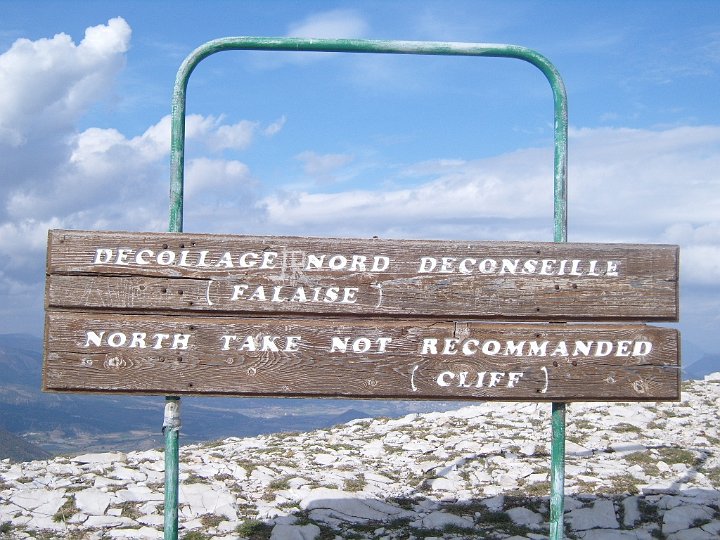 DECOLLAGE NORD DECONSEILLE
(FALAISE)
NORTH TAKE NOT RECOMMANDED
(CLIFF)